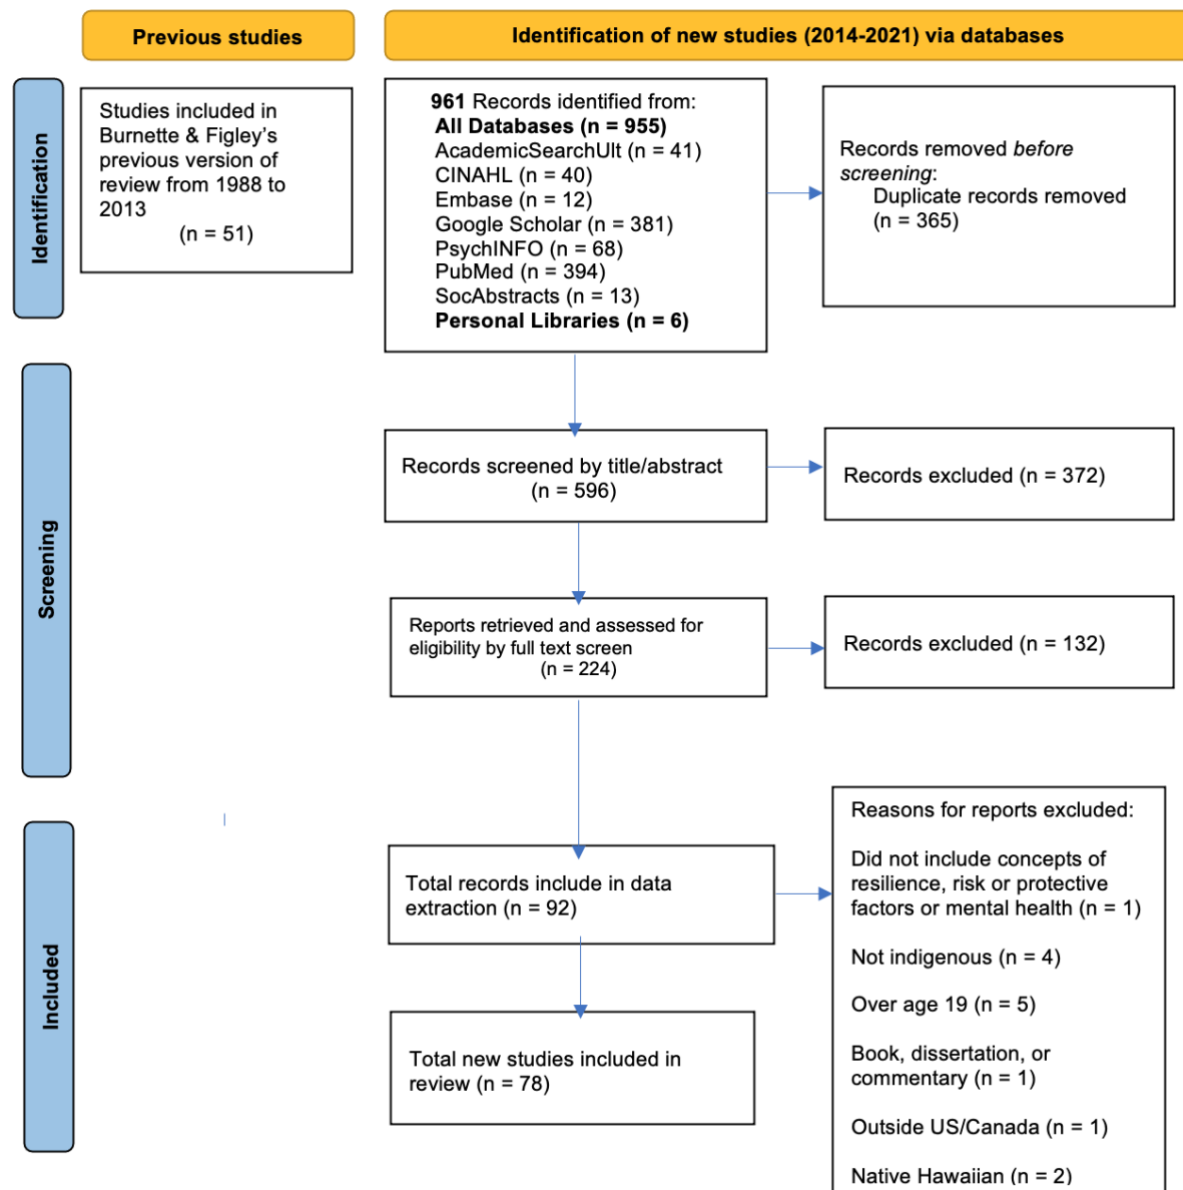 Previous studies
Identification of new studies (2014-2021) via databases
Identification
Studies included in
Burnette & Figley's
previous version of
review from 1988 to
2013
(n = 51)
961 Records identified from:
All Databases (n = 955)
AcademicSearchUlt (n = 41)
CINAHL (n = 40)
Embase (n = 12)
Google Scholar (n = 381)
PsychINFO (n = 68)
PubMed (n = 394)
SocAbstracts (n = 13)
Personal Libraries (n = 6)
Records removed before
screening:
Duplicate records removed
(n = 365)
Screening
Records screened by title/abstract
(n = 596)
Records excluded (n = 372)
Reports retrieved and assessed for
eligibility by full text screen
(n = 224)
Records excluded (n = 132)
Included
Total records include in data
extraction (n = 92)
Reasons for reports excluded:
Did not include concepts of
resilience, risk or protective
factors or mental health (n = 1)
Not indigenous (n = 4)
Over age 19 (n = 5)
Book, dissertation, or
commentary (n = 1)
Outside US/Canada (n = 1)
Native Hawaiian (n = 2)
Total new studies included in
review (n = 78)